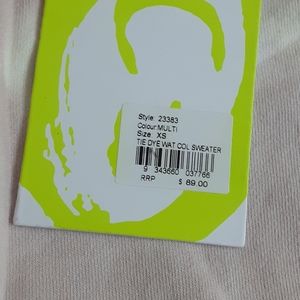 Style: 23383
Colour:MULTI
Size: XS
TIE DYE WAT COL SWEATER
9 343660 037766
RRP $ 89.00